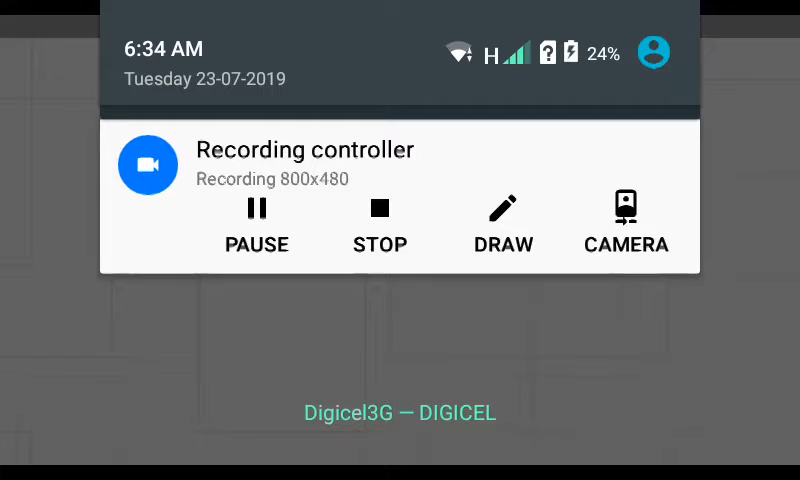 6:34 AM
H 24%
Tuesday 23-07-2019
Recording controller
Recording 800x480
PAUSE STOP DRAW CAMERA
Digicel3G — DIGICEL